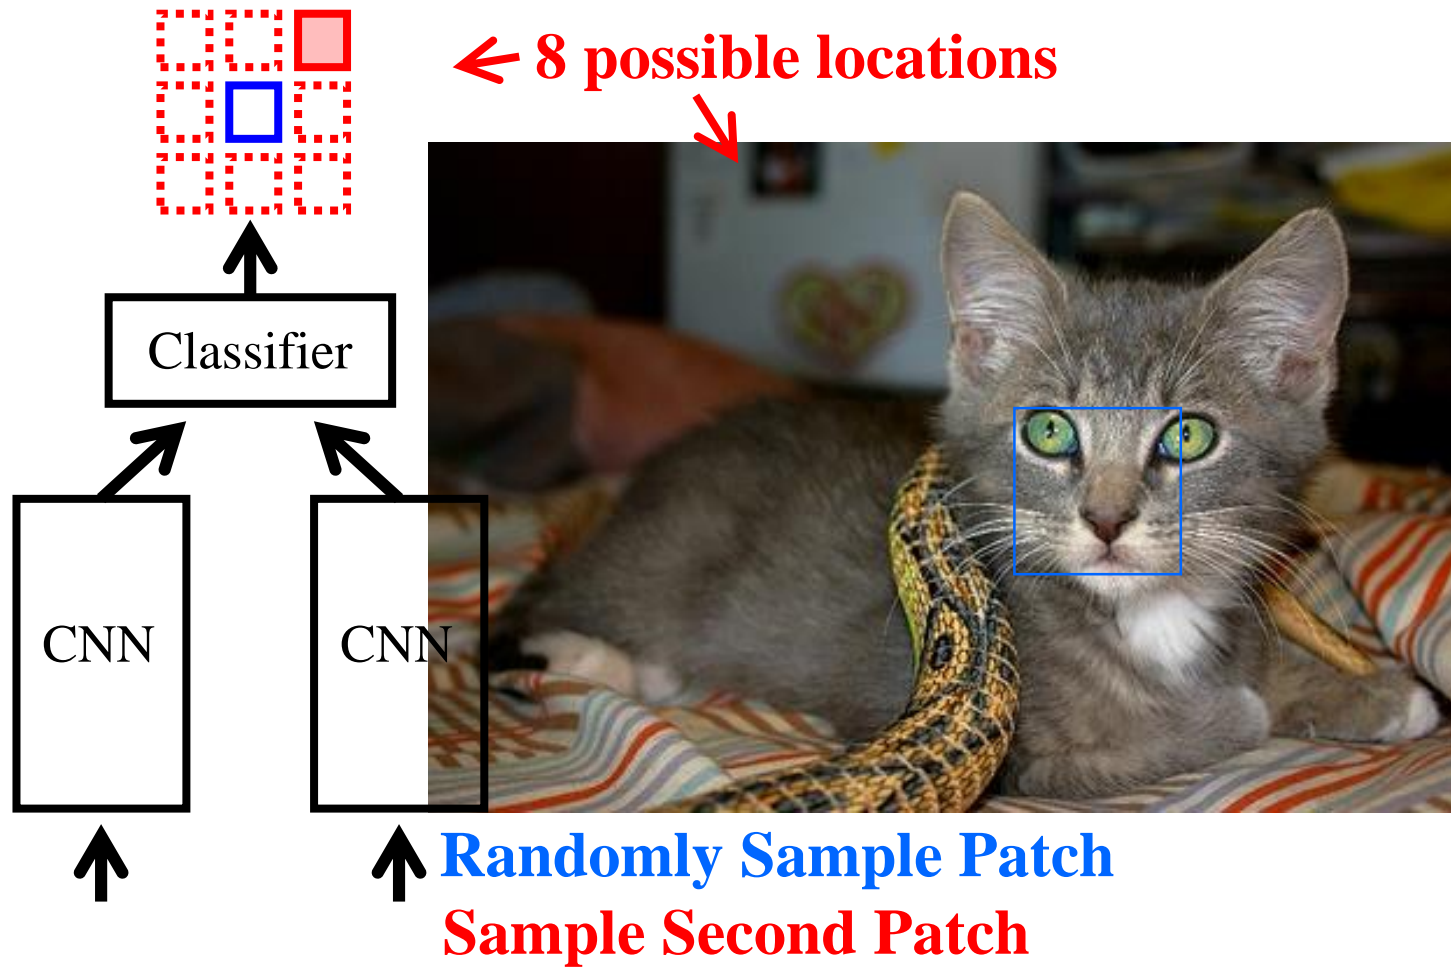 8 possible locations
Classifier
CNN
CNN
Randomly Sample Patch
Sample Second Patch